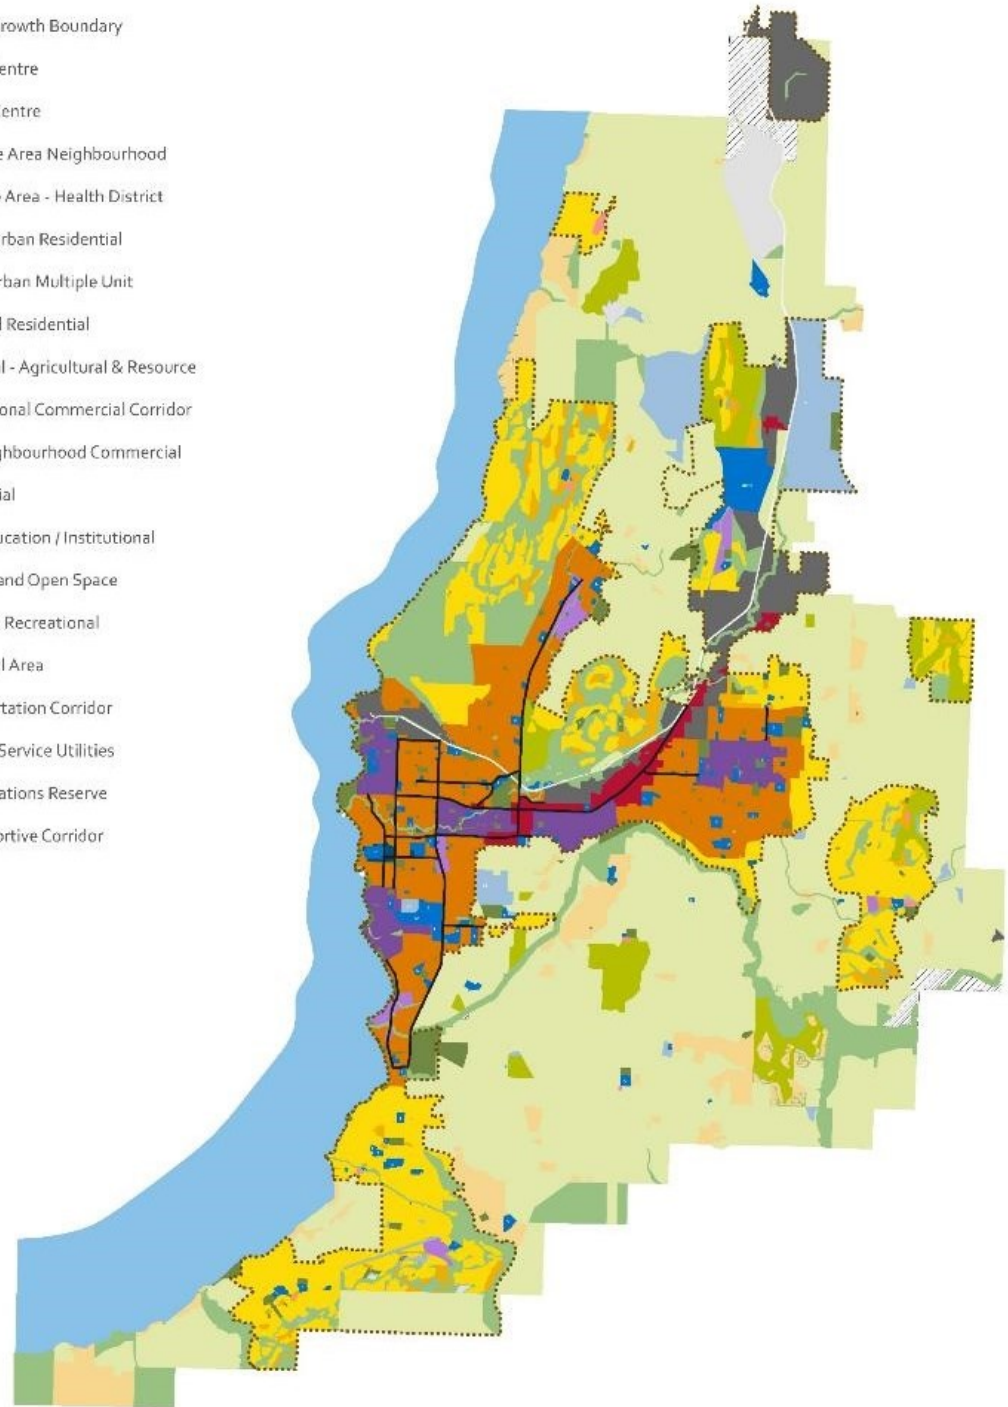 rowth Boundary
entre
entre
e Area Neighbourhood
Area - Health District
rban Residential
rban Multiple Unit
l Residential
l - Agricultural & Resource
onal Commercial Corridor
ghbourhood Commercial
ial
ucation / Institutional
and Open Space
Recreational
l Area
rtation Corridor
Service Utilities
ations Reserve
ortive Corridor